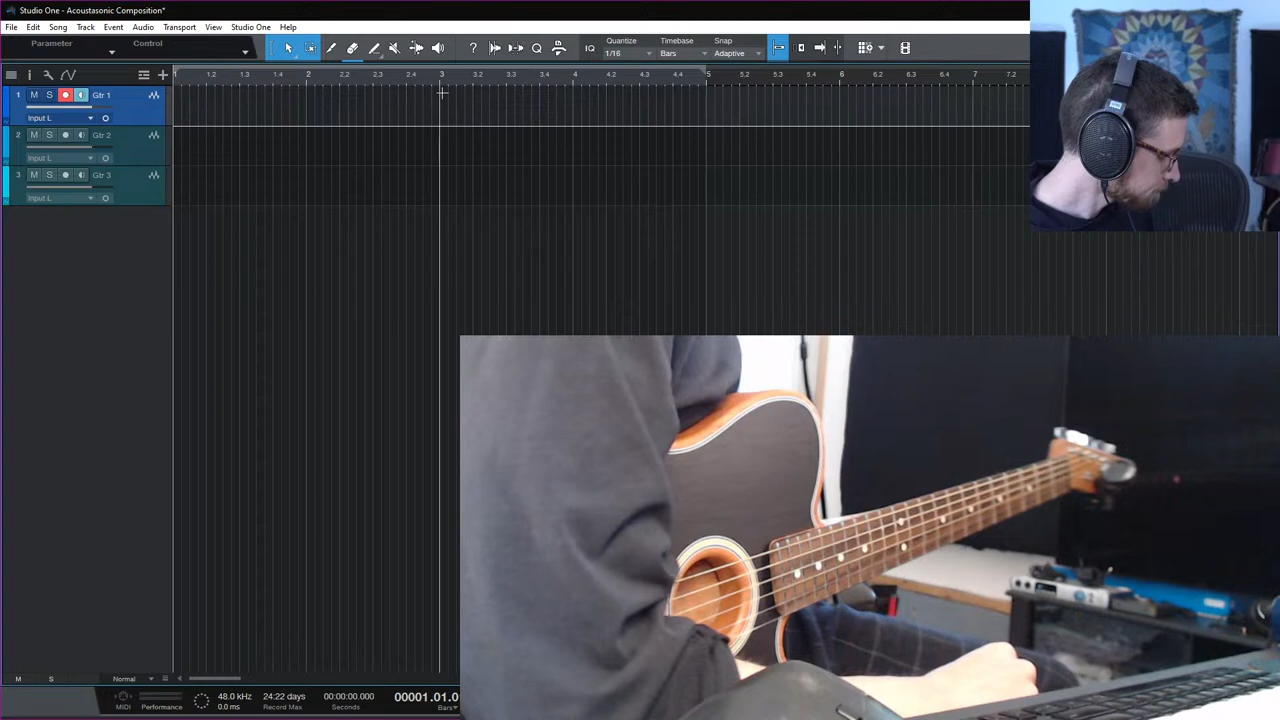 Studio One - Acoustasonic Composition*
File Edit Song Track Event Audio Transport View Studio One Help
Parameter Control
Quantize Timebase Snap
IQ 1/16 Bars Adaptive
1 1.2 1.3 1.4 2 2.2 2.3 2.4 3 3.2 3.3 3.4 4 4.2 4.3 4.4 5 5.2 5.3 5.4 6 6.2 6.3 6.4 7 7.2
1 M S Gtr 1
Input L
2 M S Gtr 2
Input L
3 M S Gtr 3
Input L
M S Normal
48.0 kHz 24:22 days 00:00:00.000 00001.01.0
MIDI Performance 0.0 ms Record Max Seconds Bars